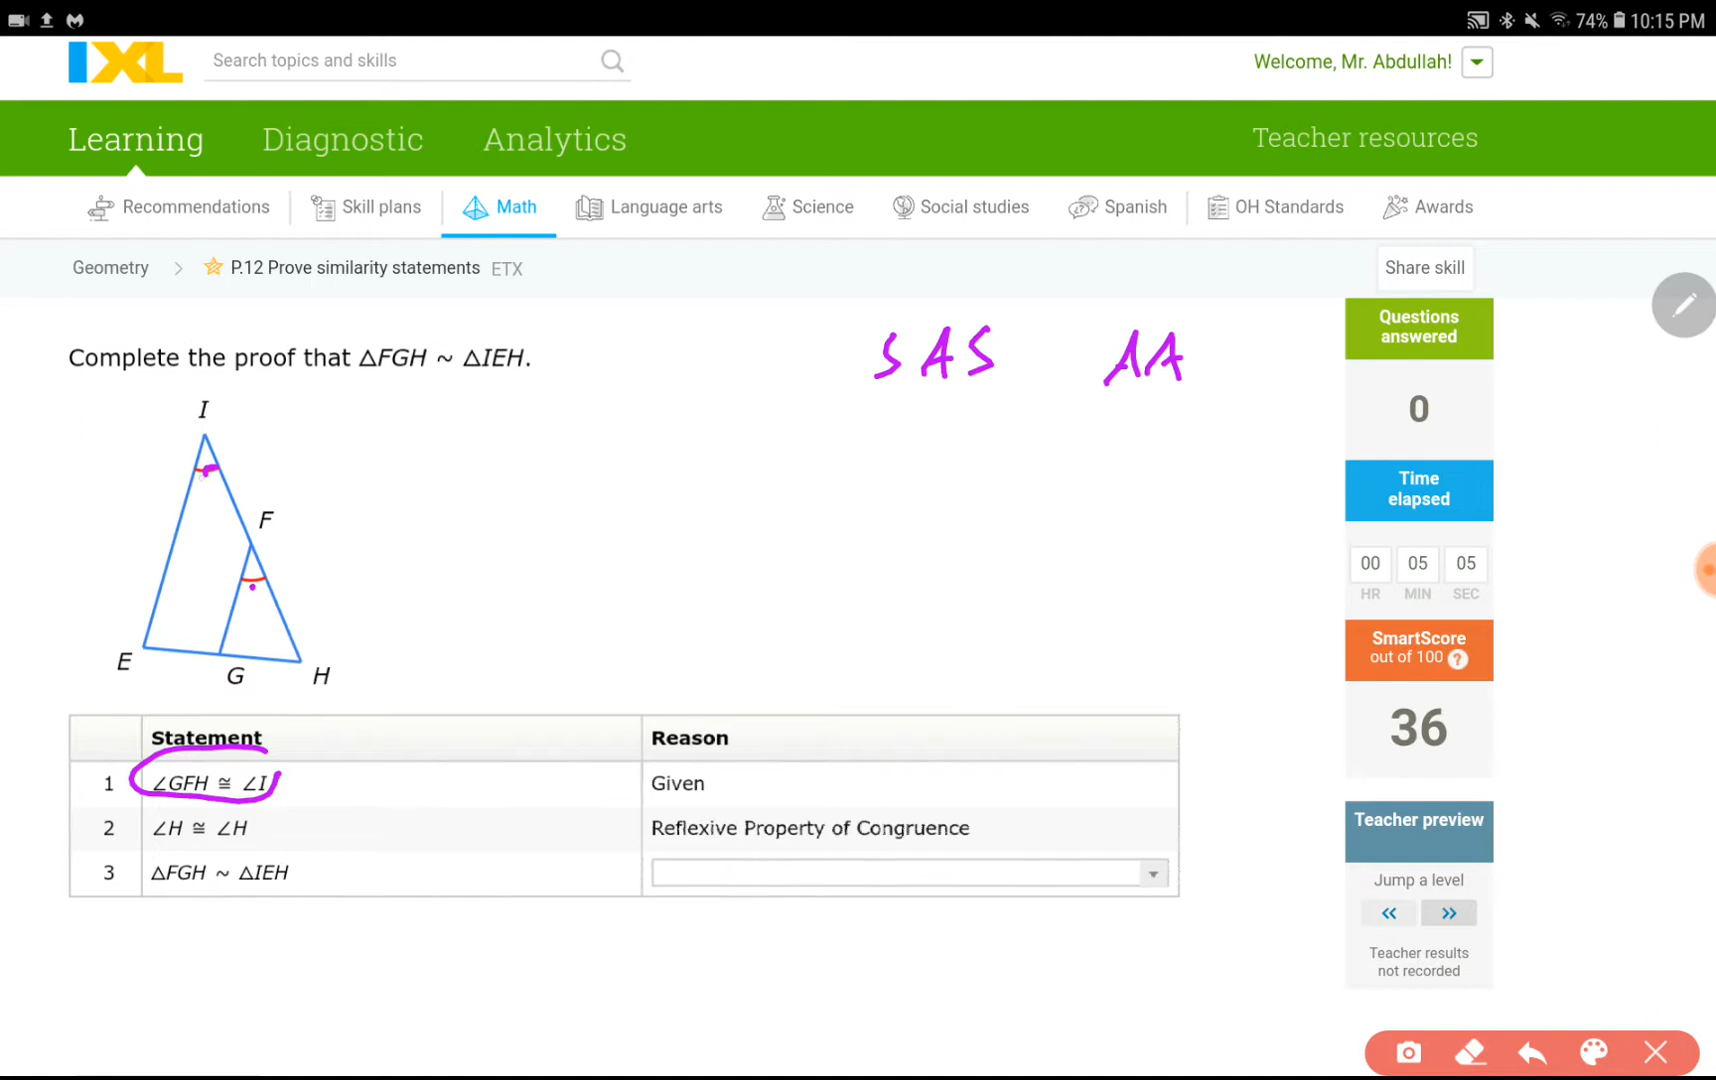 74% 10:15 PM
IXL Search topics and skills Welcome, Mr. Abdullah!
Learning Diagnostic Analytics Teacher resources
Recommendations Skill plans Math Language arts Science Social studies Spanish OH Standards Awards
Geometry > P.12 Prove similarity statements ETX Share skill
Complete the proof that △FGH ~ △IEH.
SAS AA
I
F
E
G
H
Statement Reason
1 ∠GFH ≅ ∠I Given
2 ∠H ≅ ∠H Reflexive Property of Congruence
3 △FGH ~ △IEH
Questions
answered
0
Time
elapsed
00 05 05
HR MIN SEC
SmartScore
out of 100 ?
36
Teacher preview
Jump a level
Teacher results
not recorded